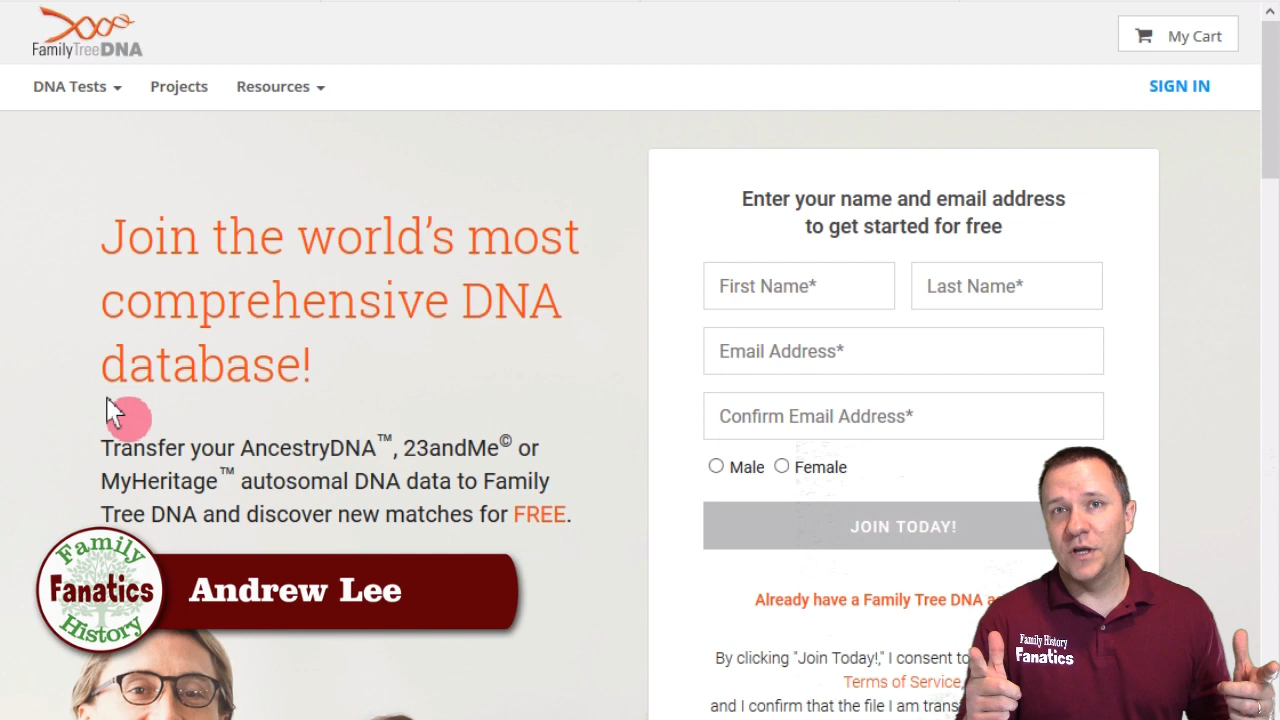 FamilyTreeDNA
My Cart
DNA Tests
Projects
Resources
SIGN IN
Join the world's most
comprehensive DNA
database!
Transfer your AncestryDNA™, 23andMe© or
MyHeritage™ autosomal DNA data to Family
Tree DNA and discover new matches for FREE.
Enter your name and email address
to get started for free
First Name*
Last Name*
Email Address*
Confirm Email Address*
Male
Female
JOIN TODAY!
Already have a Family Tree DNA
By clicking "Join Today!," I consent to
Terms of Service,
and I confirm that the file I am
Family
Fanatics
History
Andrew Lee
Family History
Fanatics